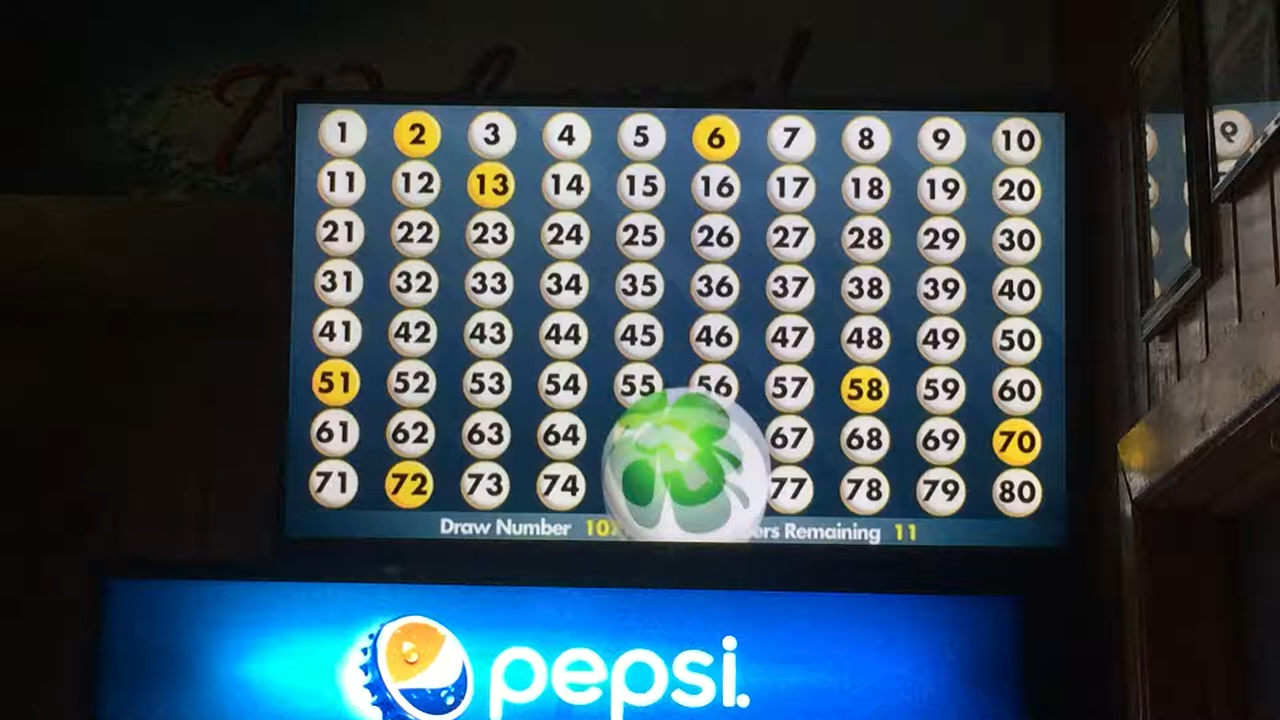 1 2 3 4 5 6 7 8 9 10
11 12 13 14 15 16 17 18 19 20
21 22 23 24 25 26 27 28 29 30
31 32 33 34 35 36 37 38 39 40
41 42 43 44 45 46 47 48 49 50
51 52 53 54 55 56 57 58 59 60
61 62 63 64 67 68 69 70
71 72 73 74 77 78 79 80
Draw Number Remaining 11
pepsi.